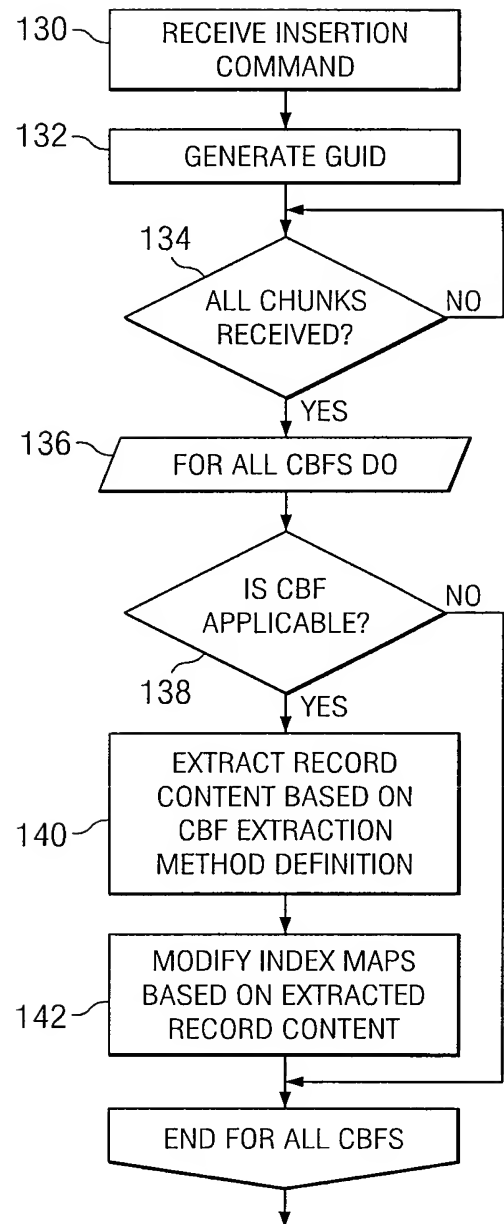 130
RECEIVE INSERTION
COMMAND
132
GENERATE GUID
134
ALL CHUNKS
RECEIVED?
NO
YES
136
FOR ALL CBFS DO
IS CBF
APPLICABLE?
NO
138
YES
140
EXTRACT RECORD
CONTENT BASED ON
CBF EXTRACTION
METHOD DEFINITION
142
MODIFY INDEX MAPS
BASED ON EXTRACTED
RECORD CONTENT
END FOR ALL CBFS